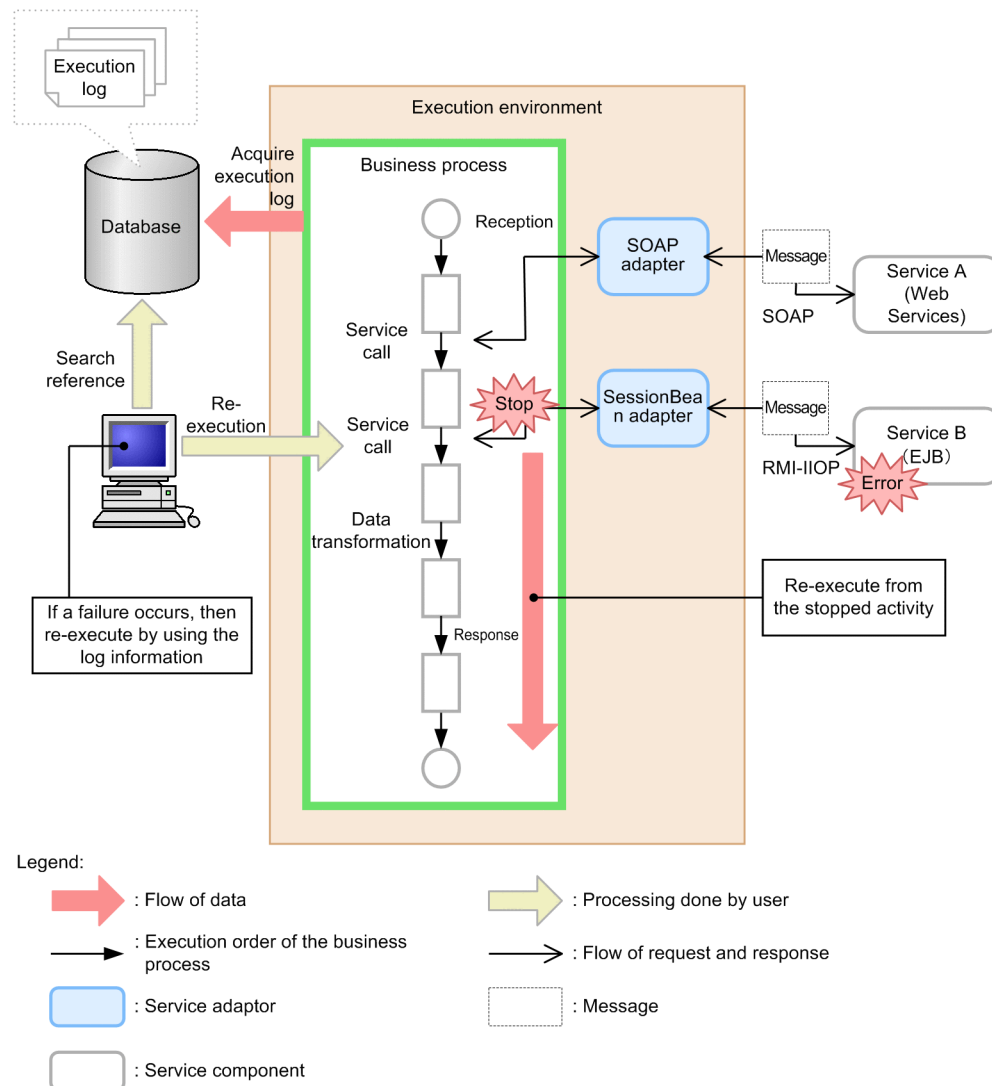 Execution
log
Execution environment
Acquire
execution
log
Business process
Database
Reception
SOAP
adapter
Message
Service A
(Web
Services)
SOAP
Service
call
Search
reference
Re-
execution
Service
call
Stop
SessionBea
n adapter
Message
Service B
(EJB)
RMI-IIOP
Error
Data
transformation
If a failure occurs, then
re-execute by using the
log information
Response
Re-execute from
the stopped activity
Legend:
: Flow of data
: Processing done by user
: Execution order of the business
process
: Flow of request and response
: Service adaptor
: Message
: Service component